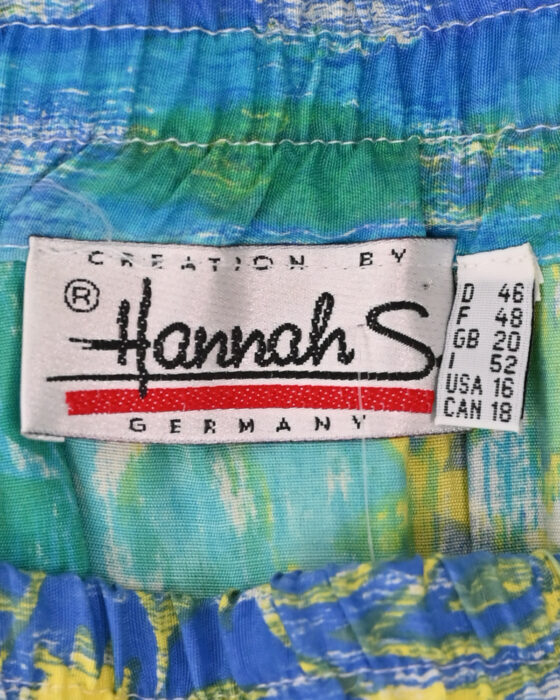 CREATION BY
®
Hannah S.
GERMANY
D 46
F 48
GB 20
I 52
USA 16
CAN 18